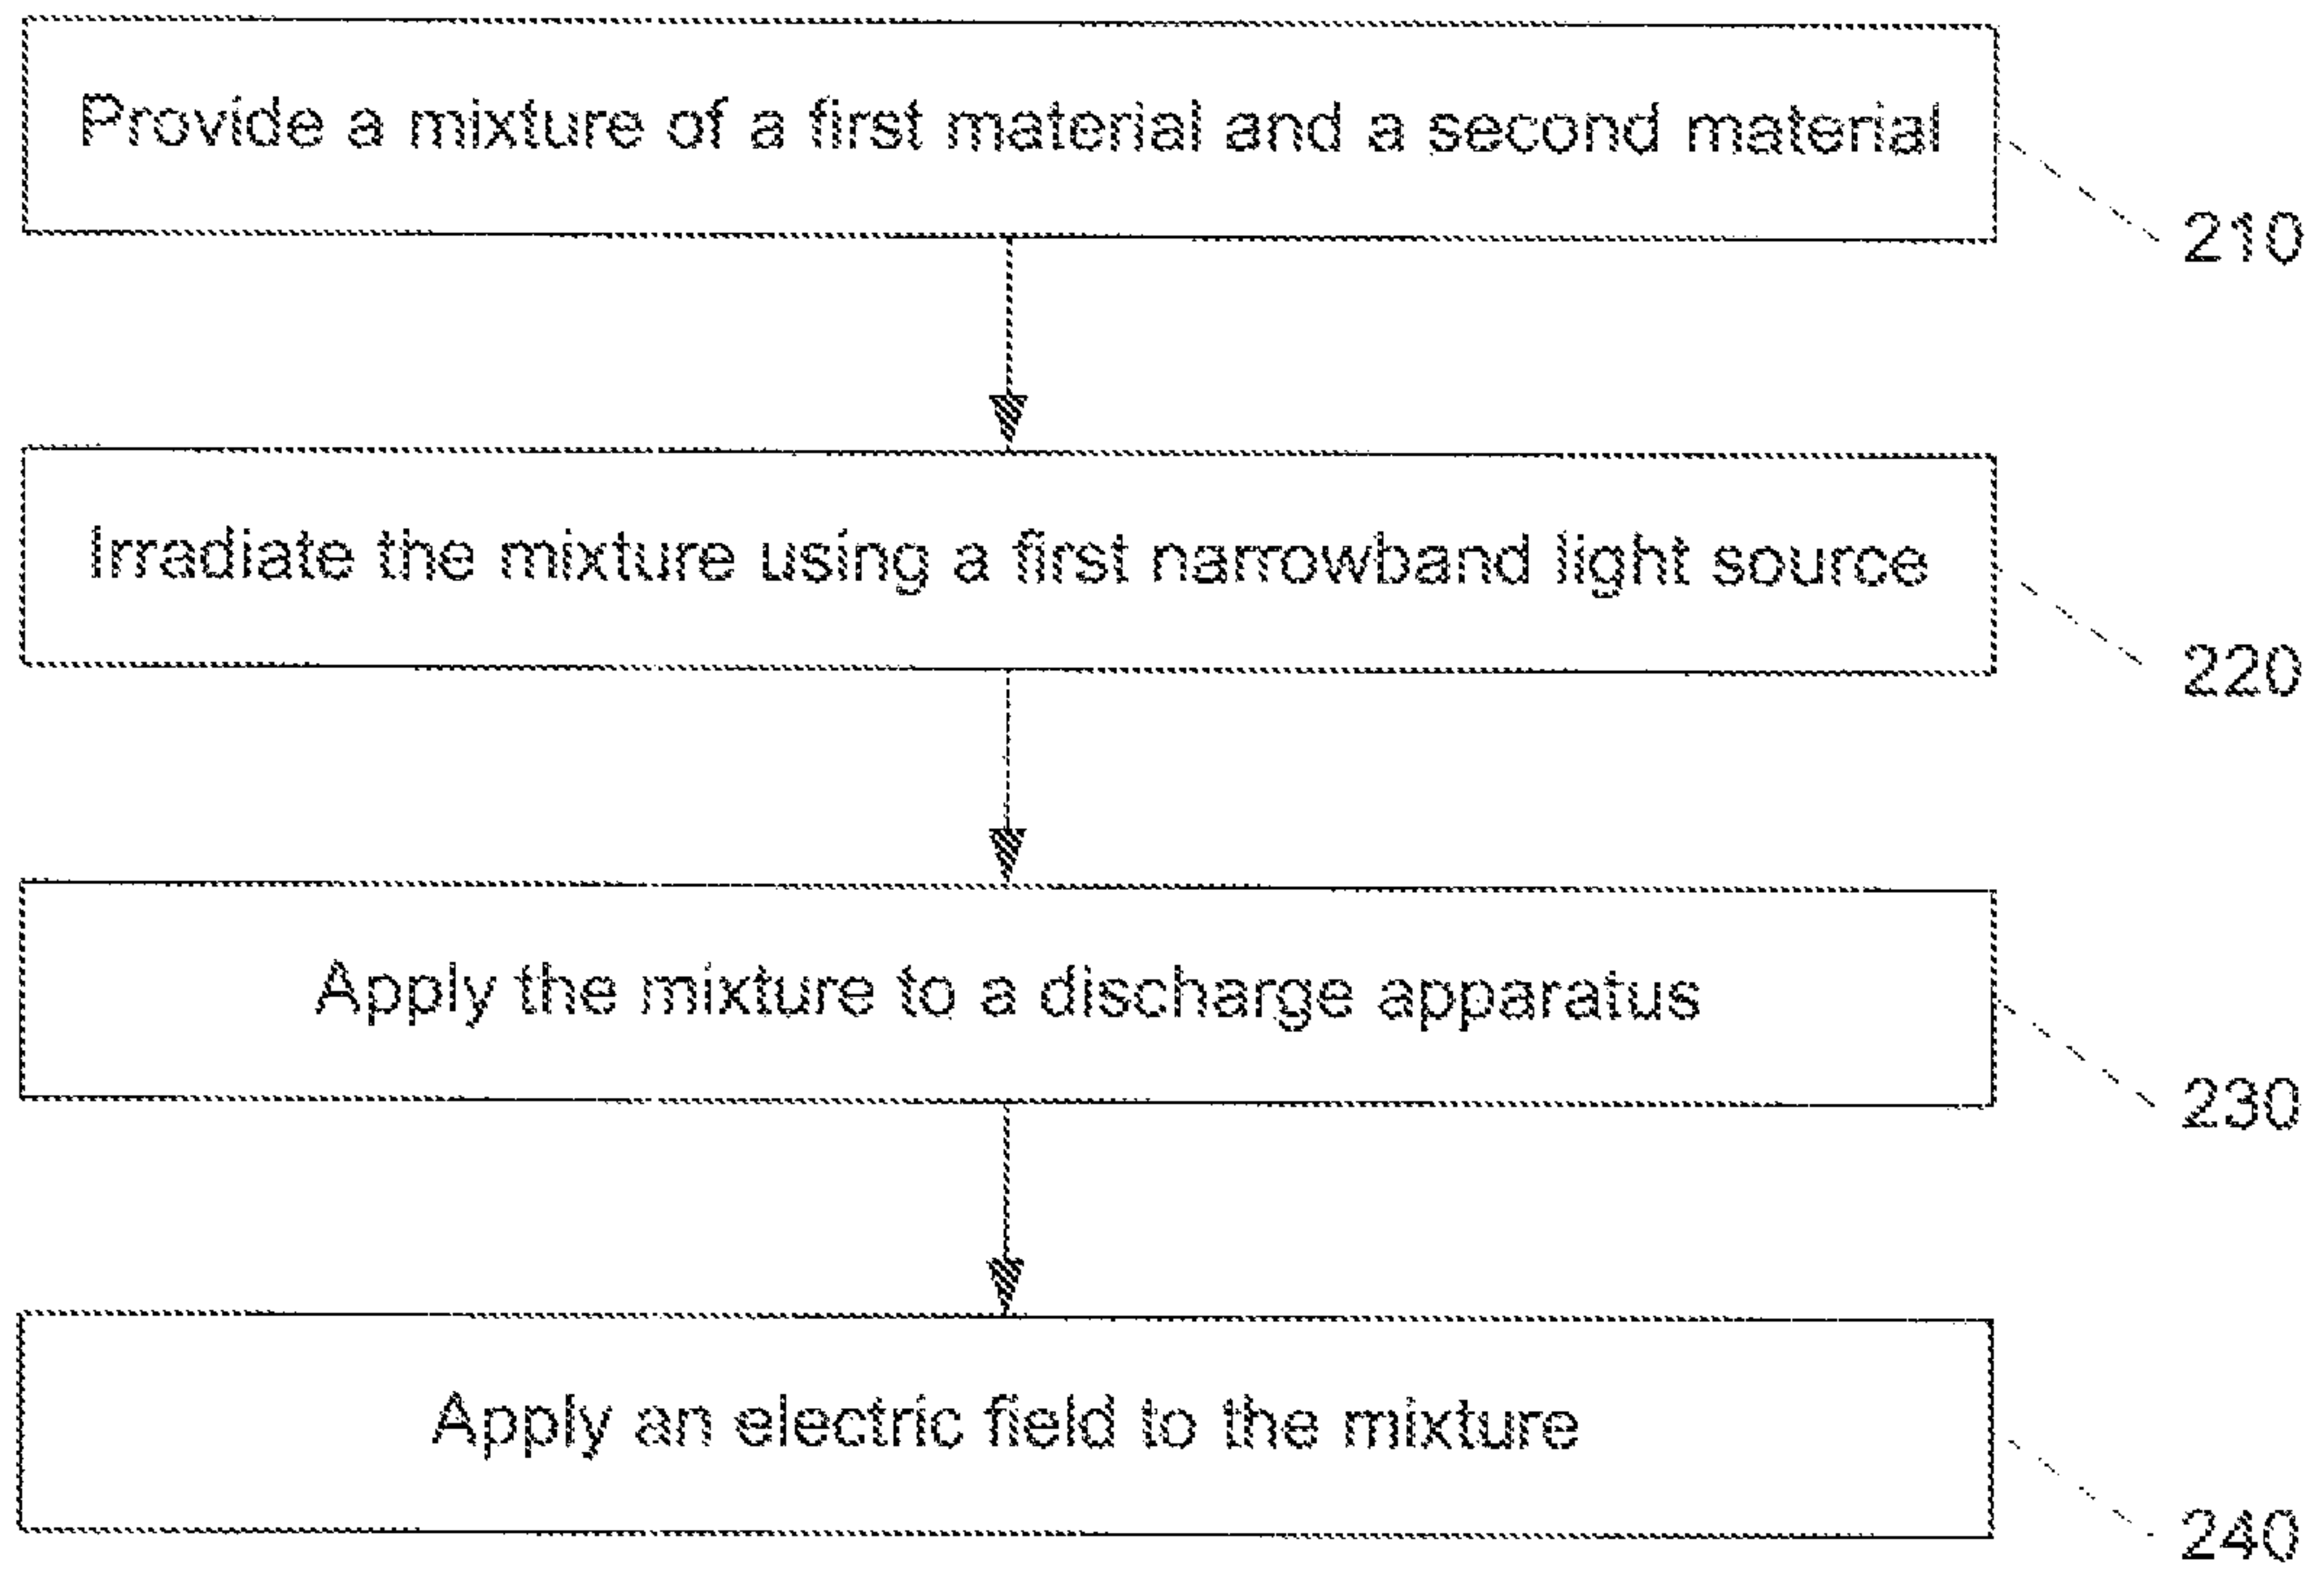 Provide a mixture of a first material and a second material
210
Irradiate the mixture using a first narrowband light source
220
Apply the mixture to a discharge apparatus
230
Apply an electric field to the mixture
240